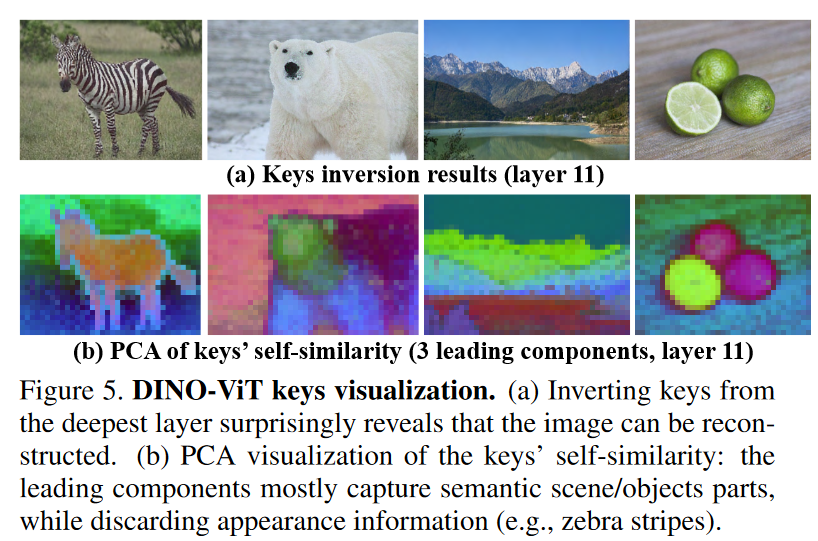 (a) Keys inversion results (layer 11)
(b) PCA of keys’ self-similarity (3 leading components, layer 11)
Figure 5. DINO-ViT keys visualization. (a) Inverting keys from
the deepest layer surprisingly reveals that the image can be recon-
structed. (b) PCA visualization of the keys’ self-similarity: the
leading components mostly capture semantic scene/objects parts,
while discarding appearance information (e.g., zebra stripes).